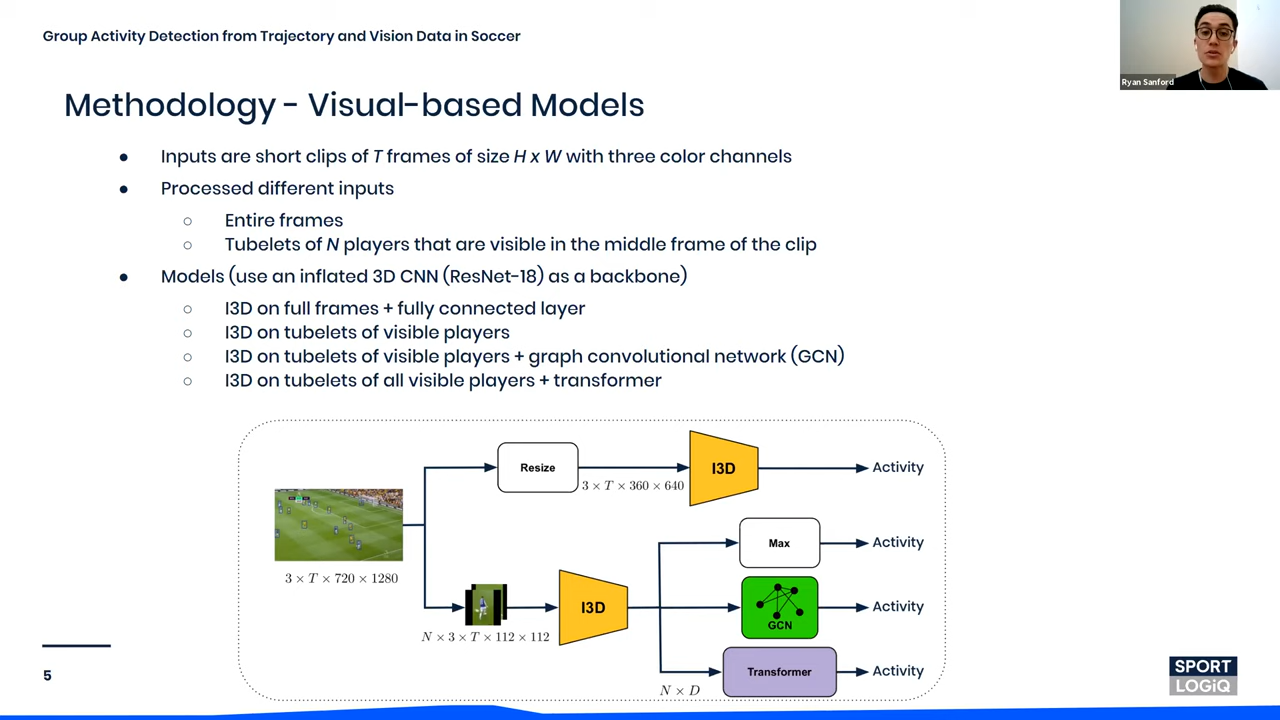 Group Activity Detection from Trajectory and Vision Data in Soccer
Ryan Sanford
Methodology - Visual-based Models
● Inputs are short clips of T frames of size H x W with three color channels
● Processed different inputs
○ Entire frames
○ Tubelets of N players that are visible in the middle frame of the clip
● Models (use an inflated 3D CNN (ResNet-18) as a backbone)
○ I3D on full frames + fully connected layer
○ I3D on tubelets of visible players
○ I3D on tubelets of visible players + graph convolutional network (GCN)
○ I3D on tubelets of all visible players + transformer
Resize
3 × T × 360 × 640
I3D
Activity
3 × T × 720 × 1280
Max
Activity
N × 3 × T × 112 × 112
I3D
GCN
Activity
N × D
Transformer
Activity
5
SPORT
LOGiQ